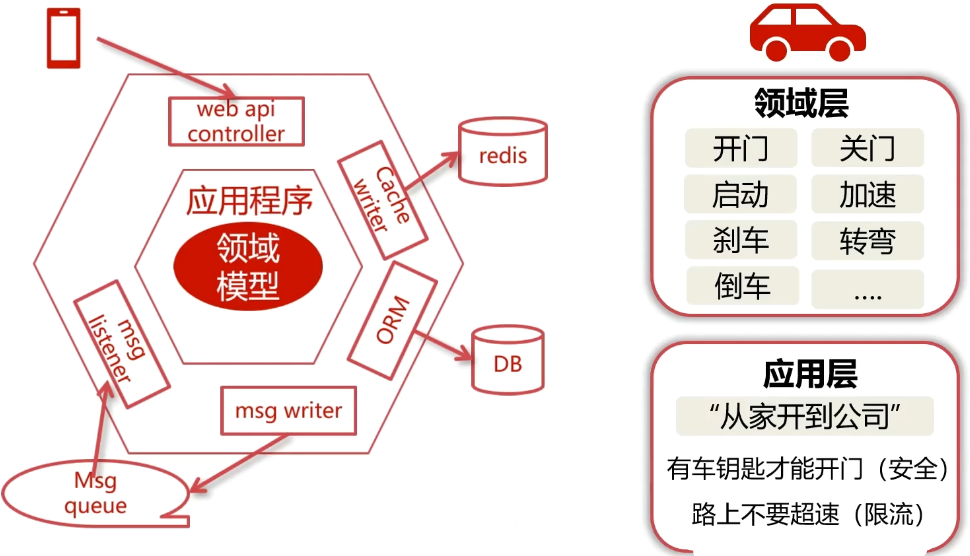 web api
controller
Cache
writer
redis
应用程序
领域
模型
msg
listener
ORM
DB
msg writer
Msg
queue
领域层
开门
关门
启动
加速
刹车
转弯
倒车
....
应用层
“从家开到公司”
有车钥匙才能开门（安全）
路上不要超速（限流）